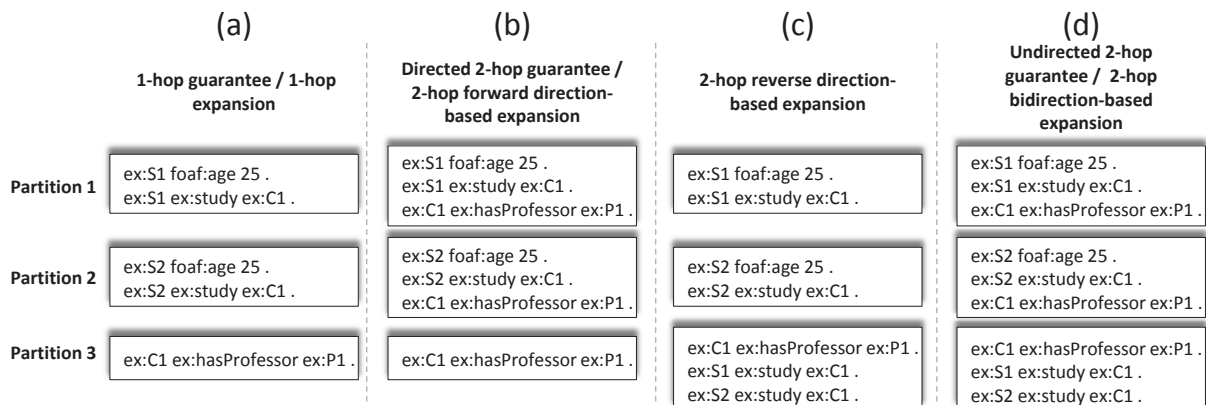 (a)
(b)
(c)
(d)
1-hop guarantee / 1-hop
expansion
Directed 2-hop guarantee /
2-hop forward direction-
based expansion
2-hop reverse direction-
based expansion
Undirected 2-hop
guarantee /  2-hop
bidirection-based
expansion
Partition 1
ex:S1 foaf:age 25 .
ex:S1 ex:study ex:C1 .
ex:S1 foaf:age 25 .
ex:S1 ex:study ex:C1 .
ex:C1 ex:hasProfessor ex:P1 .
ex:S1 foaf:age 25 .
ex:S1 ex:study ex:C1 .
ex:S1 foaf:age 25 .
ex:S1 ex:study ex:C1 .
ex:C1 ex:hasProfessor ex:P1 .
Partition 2
ex:S2 foaf:age 25 .
ex:S2 ex:study ex:C1 .
ex:S2 foaf:age 25 .
ex:S2 ex:study ex:C1 .
ex:C1 ex:hasProfessor ex:P1 .
ex:S2 foaf:age 25 .
ex:S2 ex:study ex:C1 .
ex:S2 foaf:age 25 .
ex:S2 ex:study ex:C1 .
ex:C1 ex:hasProfessor ex:P1 .
Partition 3
ex:C1 ex:hasProfessor ex:P1 .
ex:C1 ex:hasProfessor ex:P1 .
ex:C1 ex:hasProfessor ex:P1 .
ex:S1 ex:study ex:C1 .
ex:S2 ex:study ex:C1 .
ex:C1 ex:hasProfessor ex:P1 .
ex:S1 ex:study ex:C1 .
ex:S2 ex:study ex:C1 .